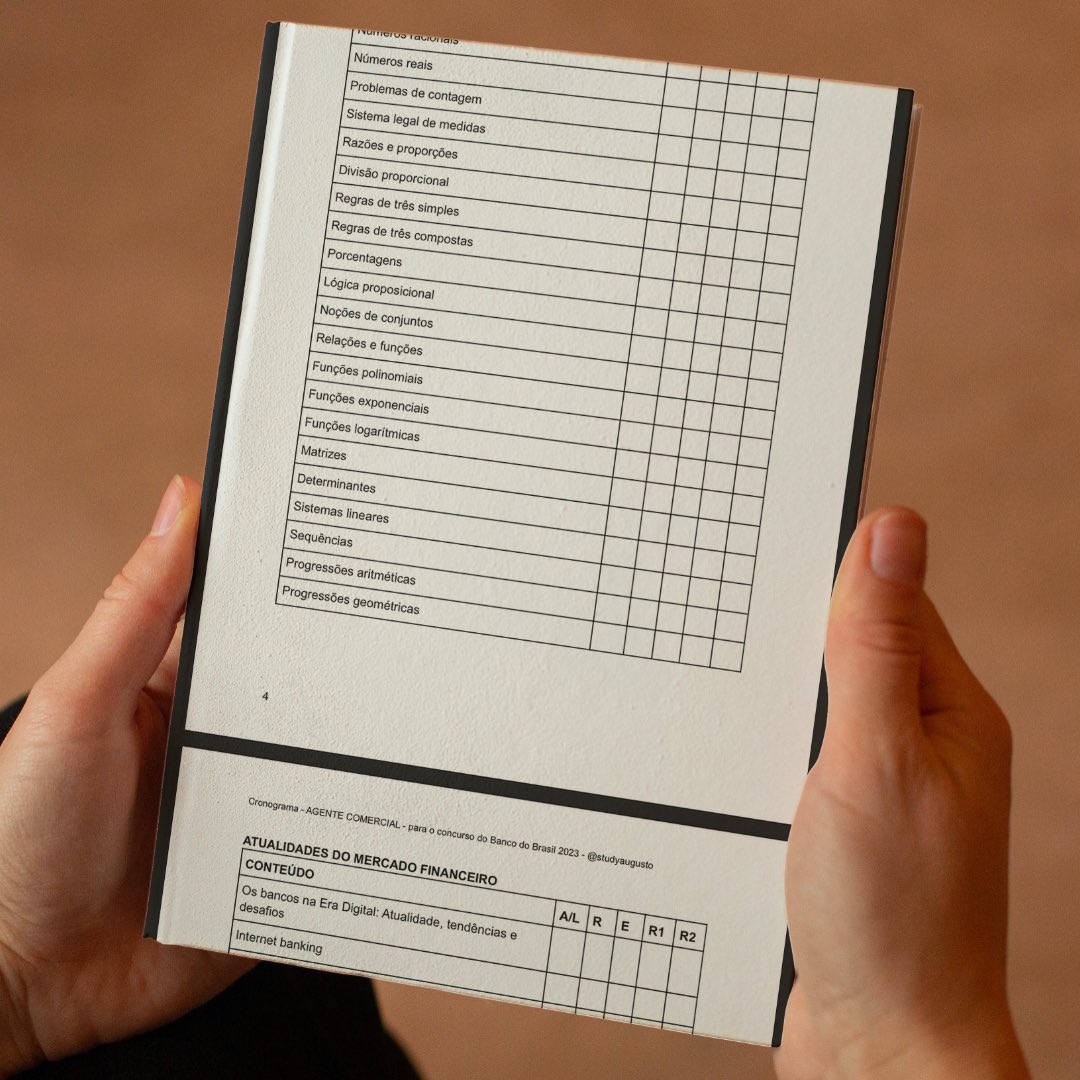 Números racionais
Números reais
Problemas de contagem
Sistema legal de medidas
Razões e proporções
Divisão proporcional
Regras de três simples
Regras de três compostas
Porcentagens
Lógica proposicional
Noções de conjuntos
Relações e funções
Funções polinomiais
Funções exponenciais
Funções logarítmicas
Matrizes
Determinantes
Sistemas lineares
Sequências
Progressões aritméticas
Progressões geométricas
4
Cronograma - AGENTE COMERCIAL - para o concurso do Banco do Brasil 2023 - @studyaugusto
ATUALIDADES DO MERCADO FINANCEIRO
CONTEÚDO A/L R E R1 R2
Os bancos na Era Digital: Atualidade, tendências e
desafios
Internet banking